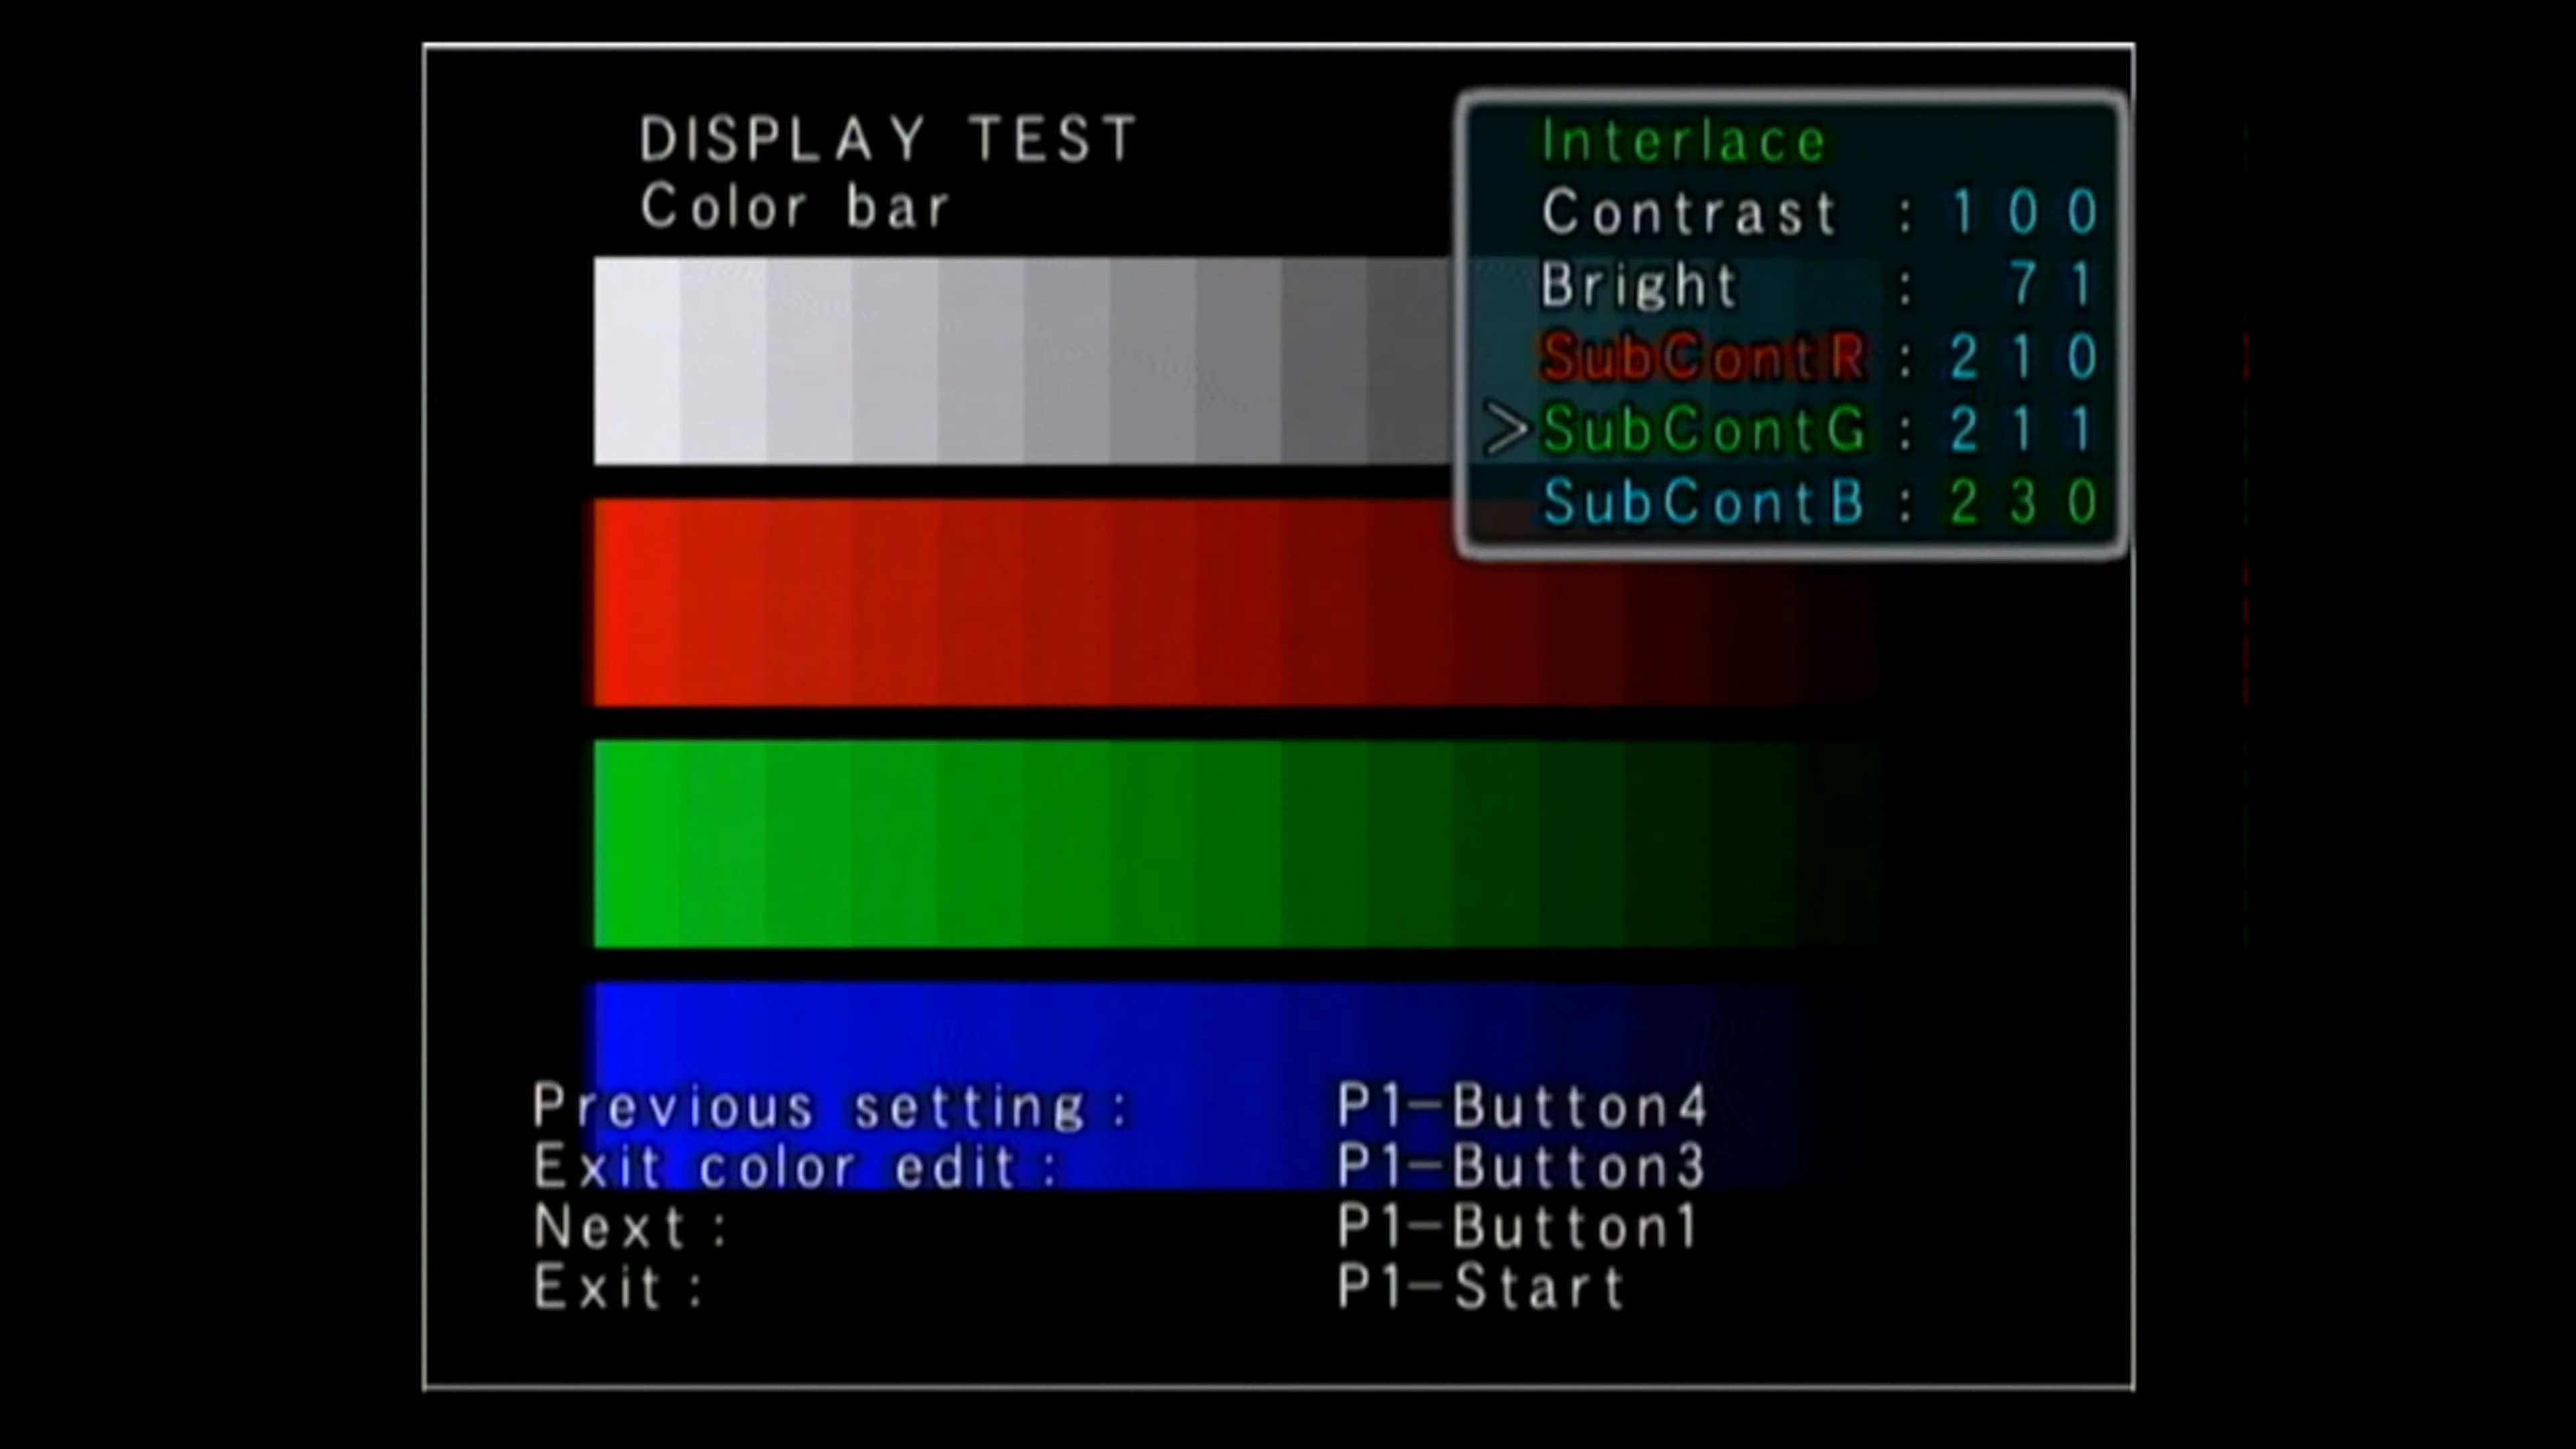 DISPLAY TEST
Color bar
Interlace
Contrast : 100
Bright : 71
SubContR : 210
>SubContG : 211
SubContB : 230
Previous setting : P1-Button4
Exit color edit : P1-Button3
Next : P1-Button1
Exit : P1-Start